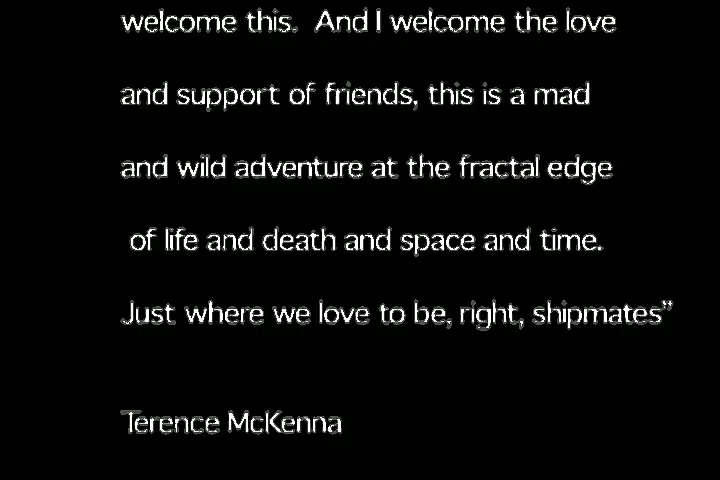 welcome this.  And I welcome the love
and support of friends, this is a mad
and wild adventure at the fractal edge
of life and death and space and time.
Just where we love to be, right, shipmates”
Terence McKenna